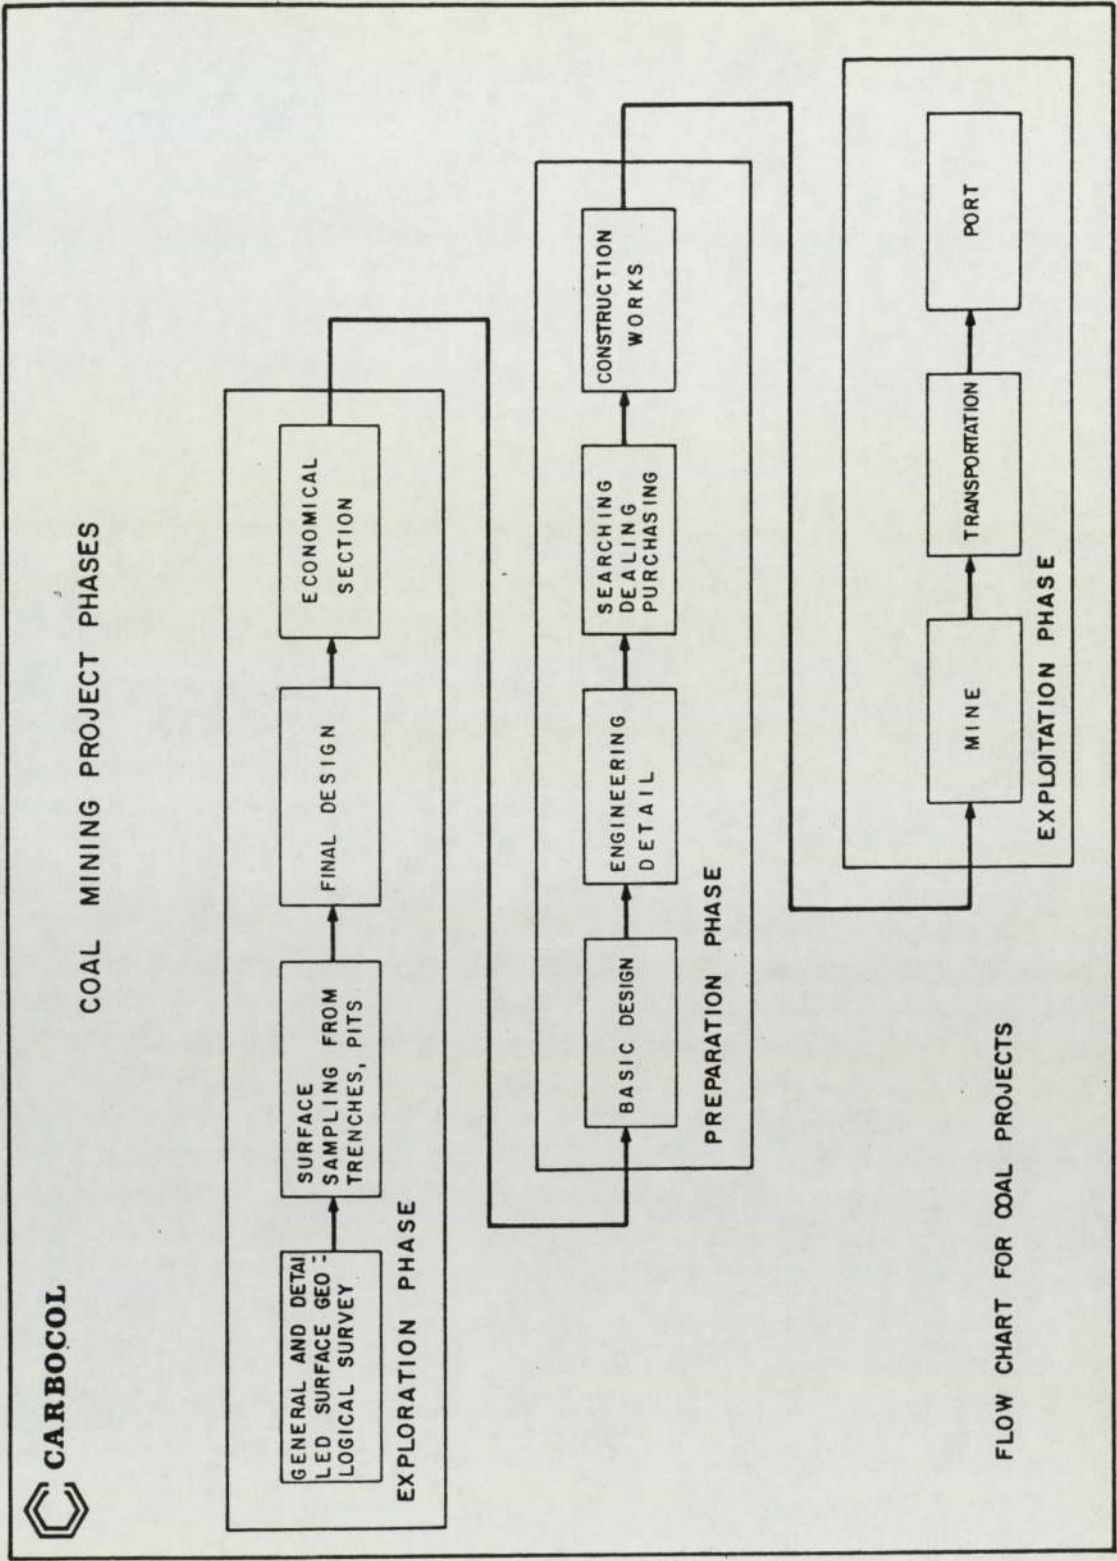 CARBOCOL
COAL MINING PROJECT PHASES
GENERAL AND DETAI
LED SURFACE GEO -
LOGICAL SURVEY
SURFACE
SAMPLING FROM
TRENCHES, PITS
FINAL DESIGN
ECONOMICAL
SECTION
EXPLORATION PHASE
BASIC DESIGN
ENGINEERING
DETAIL
SEARCHING
DEALING
PURCHASING
CONSTRUCTION
WORKS
PREPARATION PHASE
MINE
TRANSPORTATION
PORT
EXPLOITATION PHASE
FLOW CHART FOR COAL PROJECTS